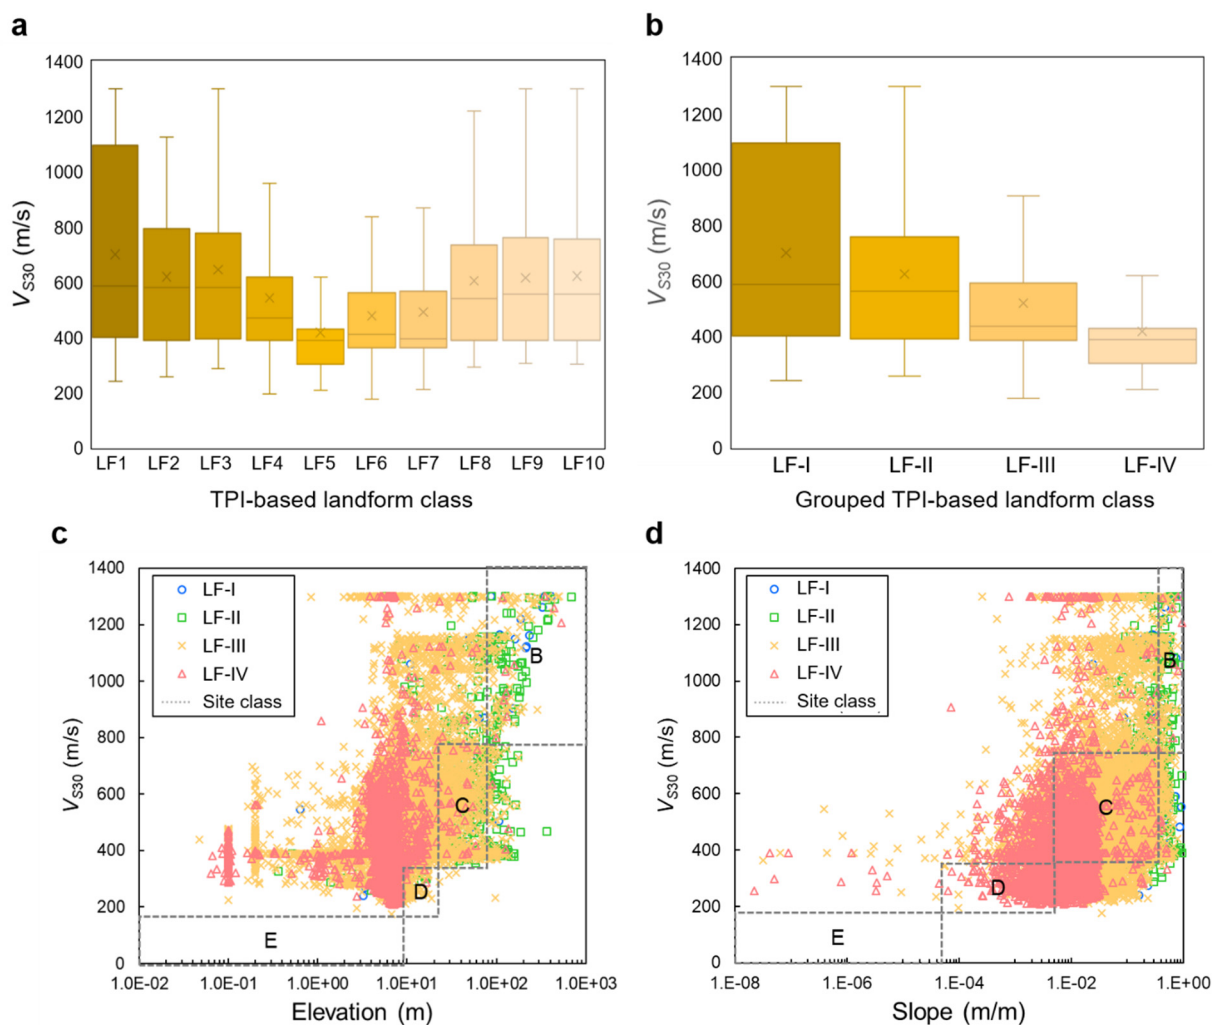 a
1400
1200
1000
800
600
400
200
0
VS30 (m/s)
LF1 LF2 LF3 LF4 LF5 LF6 LF7 LF8 LF9 LF10
TPI-based landform class
b
1400
1200
1000
800
600
400
200
0
VS30 (m/s)
LF-I LF-II LF-III LF-IV
Grouped TPI-based landform class
c
1400
1200
1000
800
600
400
200
0
VS30 (m/s)
LF-I
LF-II
LF-III
LF-IV
Site class
B
C
D
E
1.0E-02 1.0E-01 1.0E+00 1.0E+01 1.0E+02 1.0E+03
Elevation (m)
d
1400
1200
1000
800
600
400
200
0
VS30 (m/s)
LF-I
LF-II
LF-III
LF-IV
Site class
B
C
D
E
1.E-08 1.E-06 1.E-04 1.E-02 1.E+00
Slope (m/m)